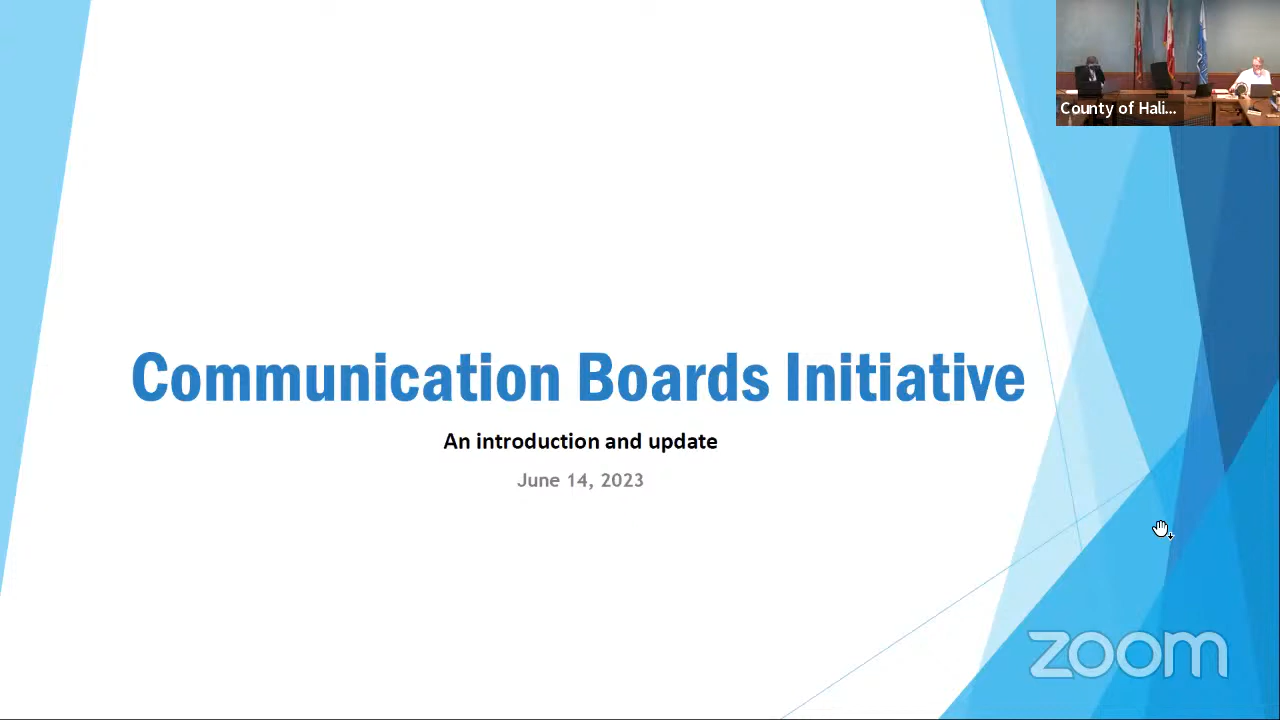 County of Hali...
Communication Boards Initiative
An introduction and update
June 14, 2023
zoom